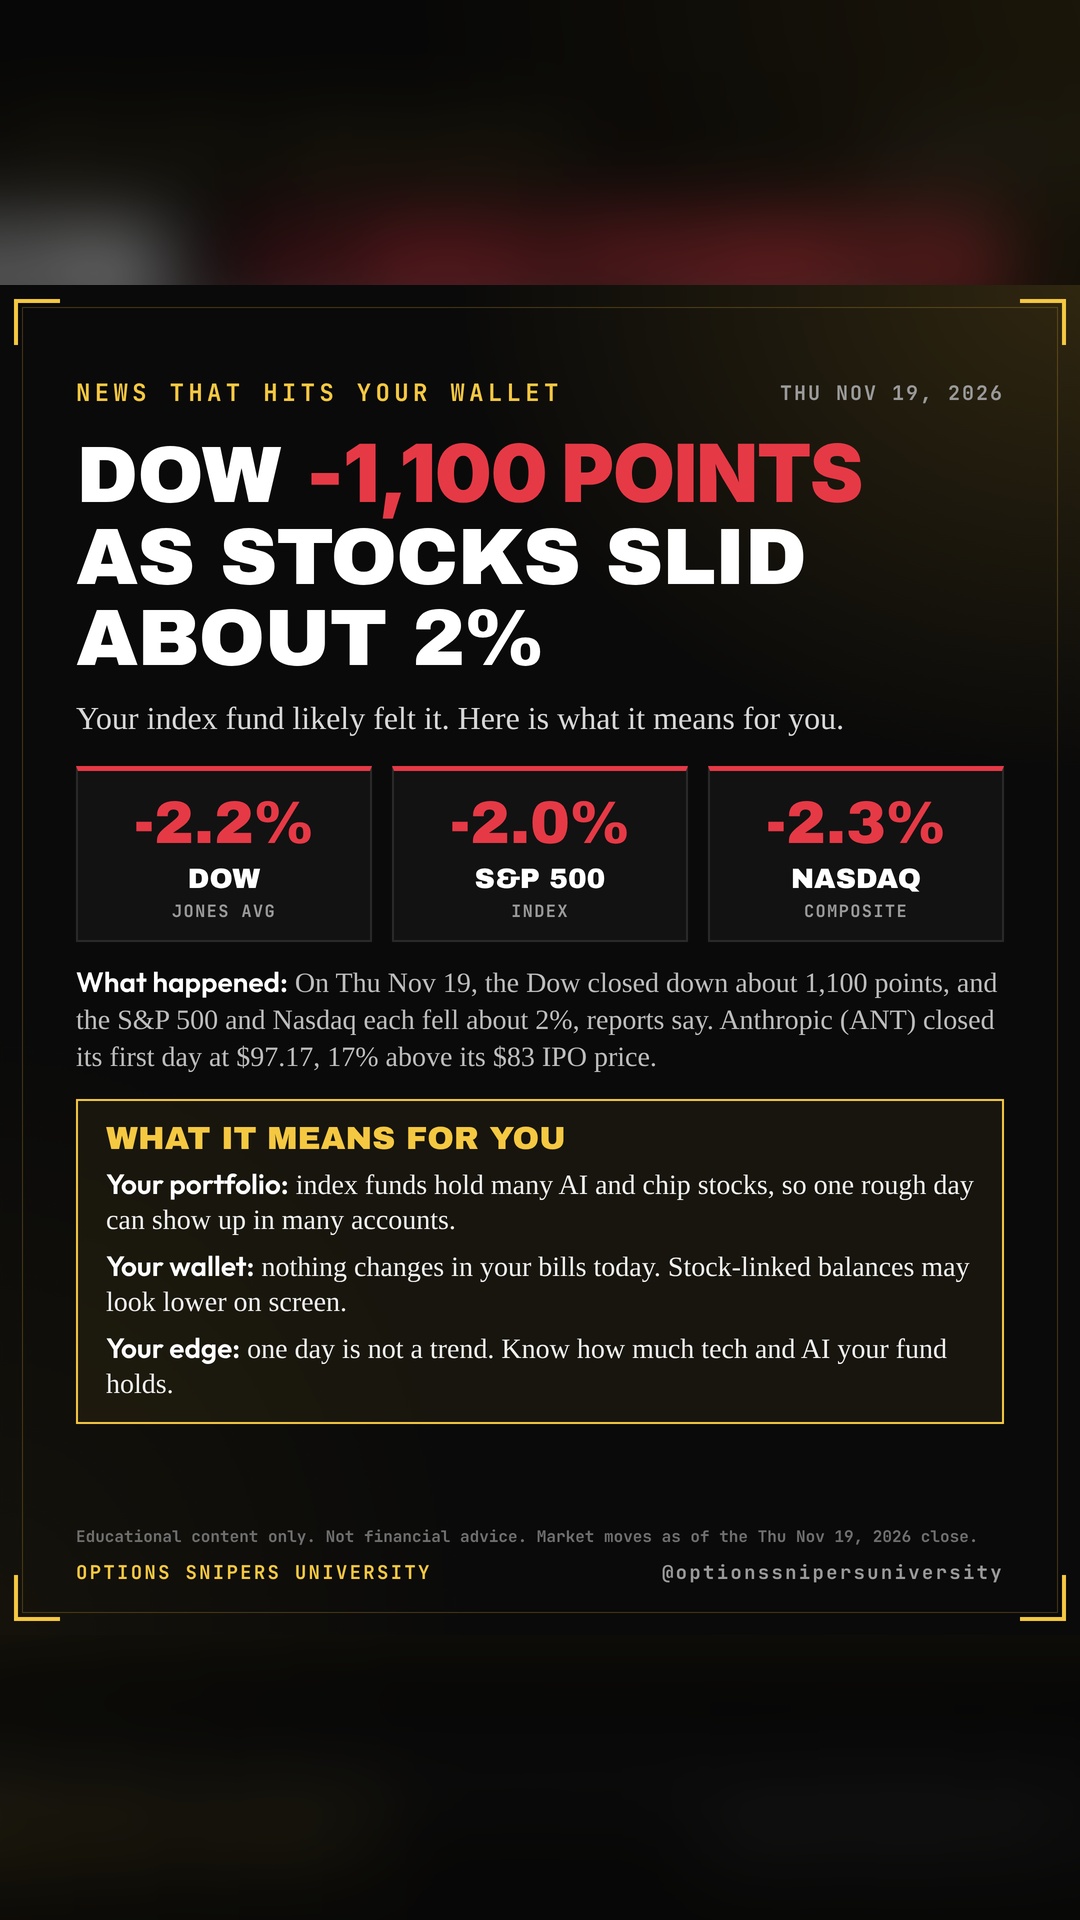 NEWS THAT HITS YOUR WALLET
THU NOV 19, 2026
DOW -1,100 POINTS
AS STOCKS SLID
ABOUT 2%
Your index fund likely felt it. Here is what it means for you.
-2.2%
DOW
JONES AVG
-2.0%
S&P 500
INDEX
-2.3%
NASDAQ
COMPOSITE
What happened: On Thu Nov 19, the Dow closed down about 1,100 points, and
the S&P 500 and Nasdaq each fell about 2%, reports say. Anthropic (ANT) closed
its first day at $97.17, 17% above its $83 IPO price.
WHAT IT MEANS FOR YOU
Your portfolio: index funds hold many AI and chip stocks, so one rough day
can show up in many accounts.
Your wallet: nothing changes in your bills today. Stock-linked balances may
look lower on screen.
Your edge: one day is not a trend. Know how much tech and AI your fund
holds.
Educational content only. Not financial advice. Market moves as of the Thu Nov 19, 2026 close.
OPTIONS SNIPERS UNIVERSITY
@optionssnipersuniversity